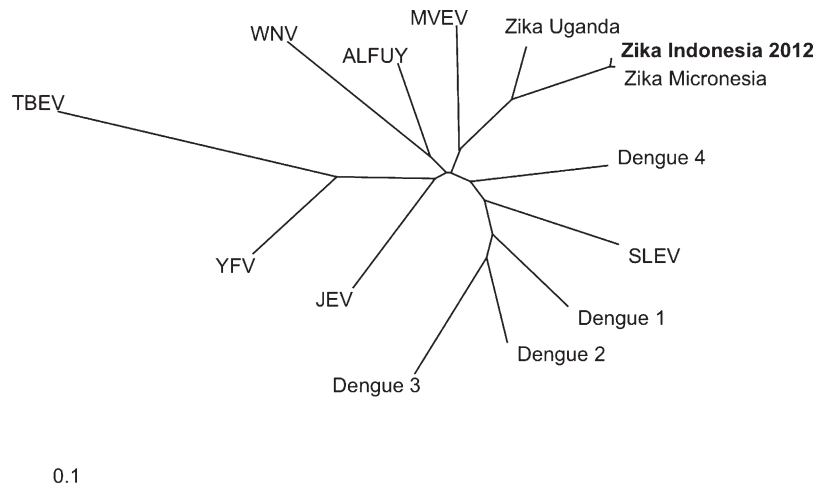 MVEV
Zika Uganda
WNV
Zika Indonesia 2012
ALFUY
Zika Micronesia
TBEV
Dengue 4
SLEV
YFV
JEV
Dengue 1
Dengue 2
Dengue 3
0.1